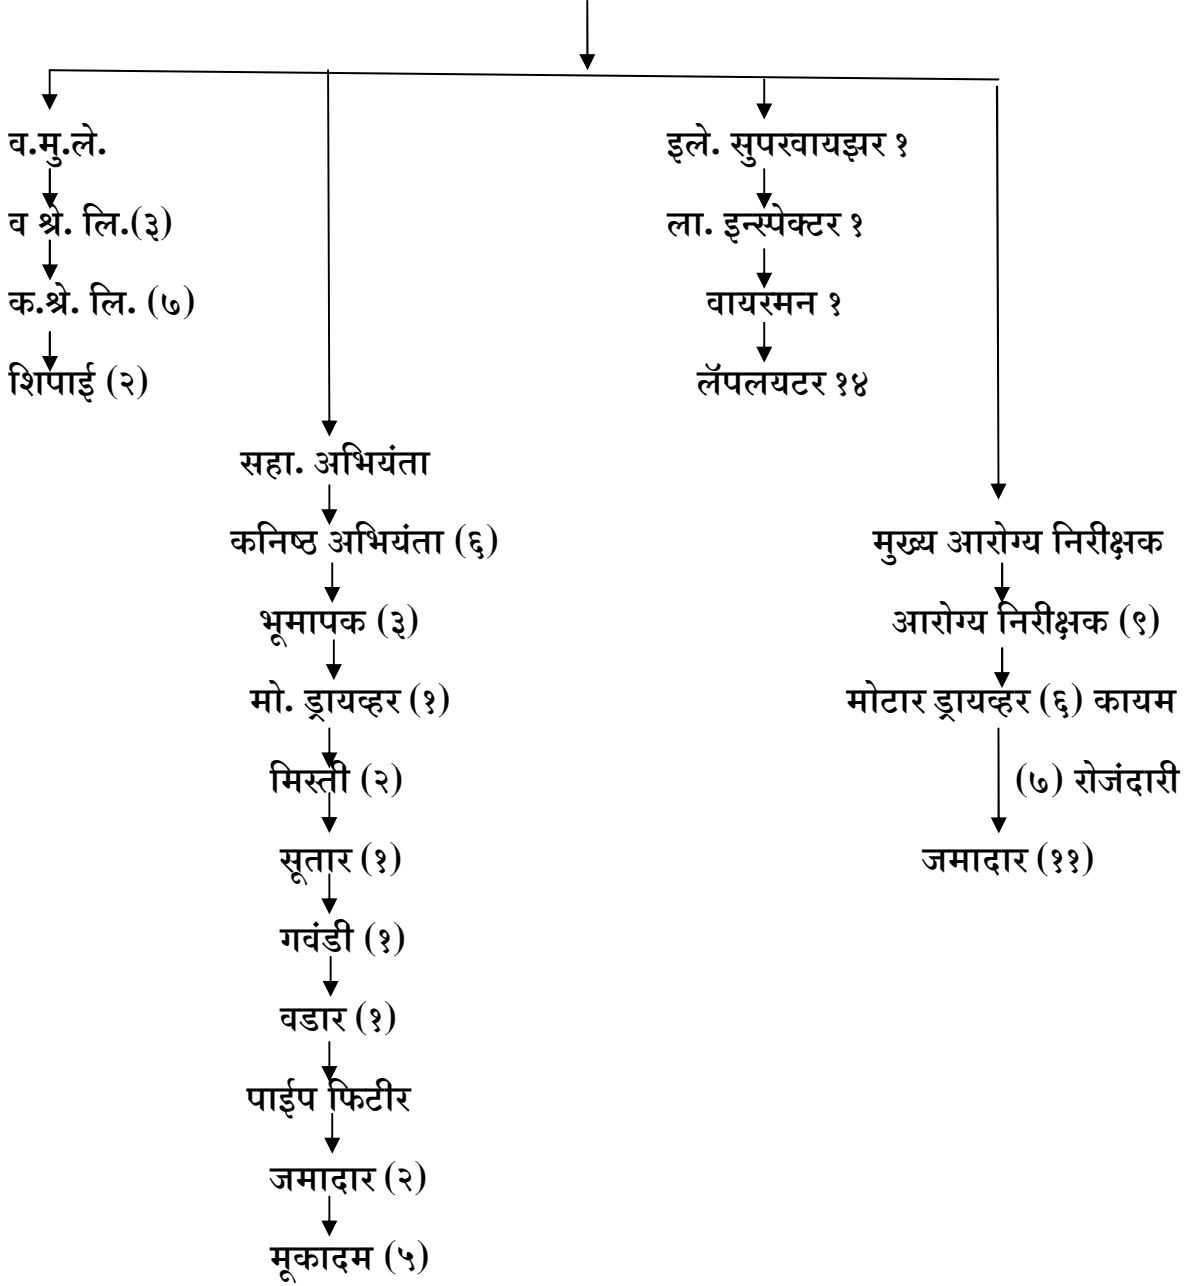 व.मु.ले.
व श्रे. लि.(३)
क.श्रे. लि. (७)
शिपाई (२)
सहा. अभियंता
कनिष्ठ अभियंता (६)
भूमापक (३)
मो. ड्रायव्हर (१)
मिस्ती (२)
सूतार (१)
गवंडी (१)
वडार (१)
पाईप फिटीर
जमादार (२)
मूकादम (५)
इले. सुपरवायझर १
ला. इन्स्पेक्टर १
वायरमन १
लॅपलयटर १४
मुख्य आरोग्य निरीक्षक
आरोग्य निरीक्षक (९)
मोटार ड्रायव्हर (६) कायम
(७) रोजंदारी
जमादार (११)